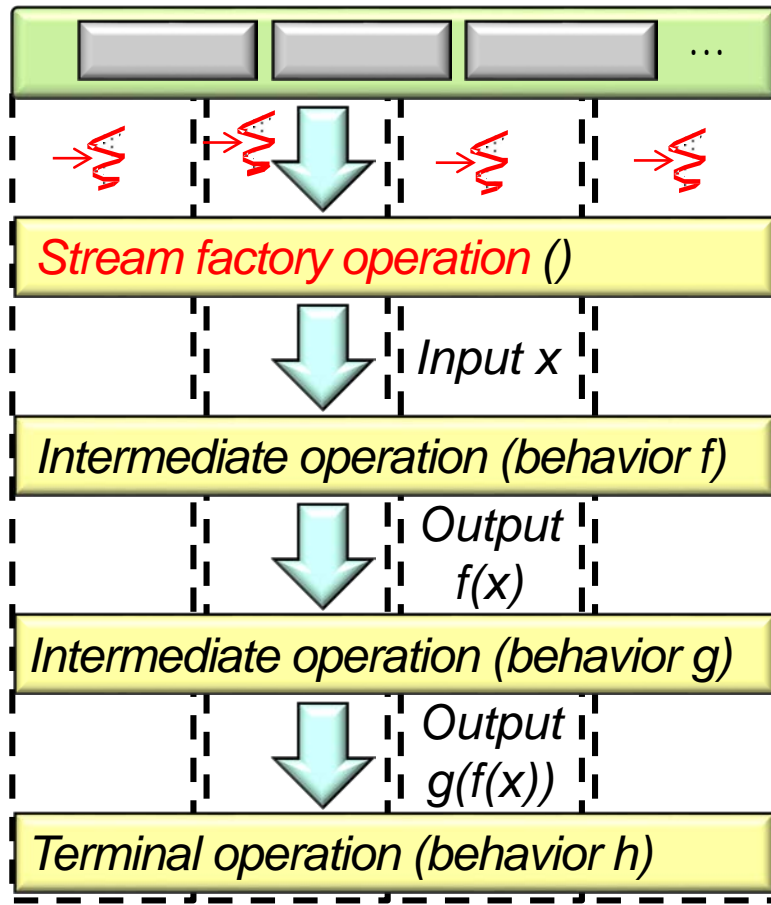 ...
Stream factory operation ()
Input x
Intermediate operation (behavior f)
Output
f(x)
Intermediate operation (behavior g)
Output
g(f(x))
Terminal operation (behavior h)